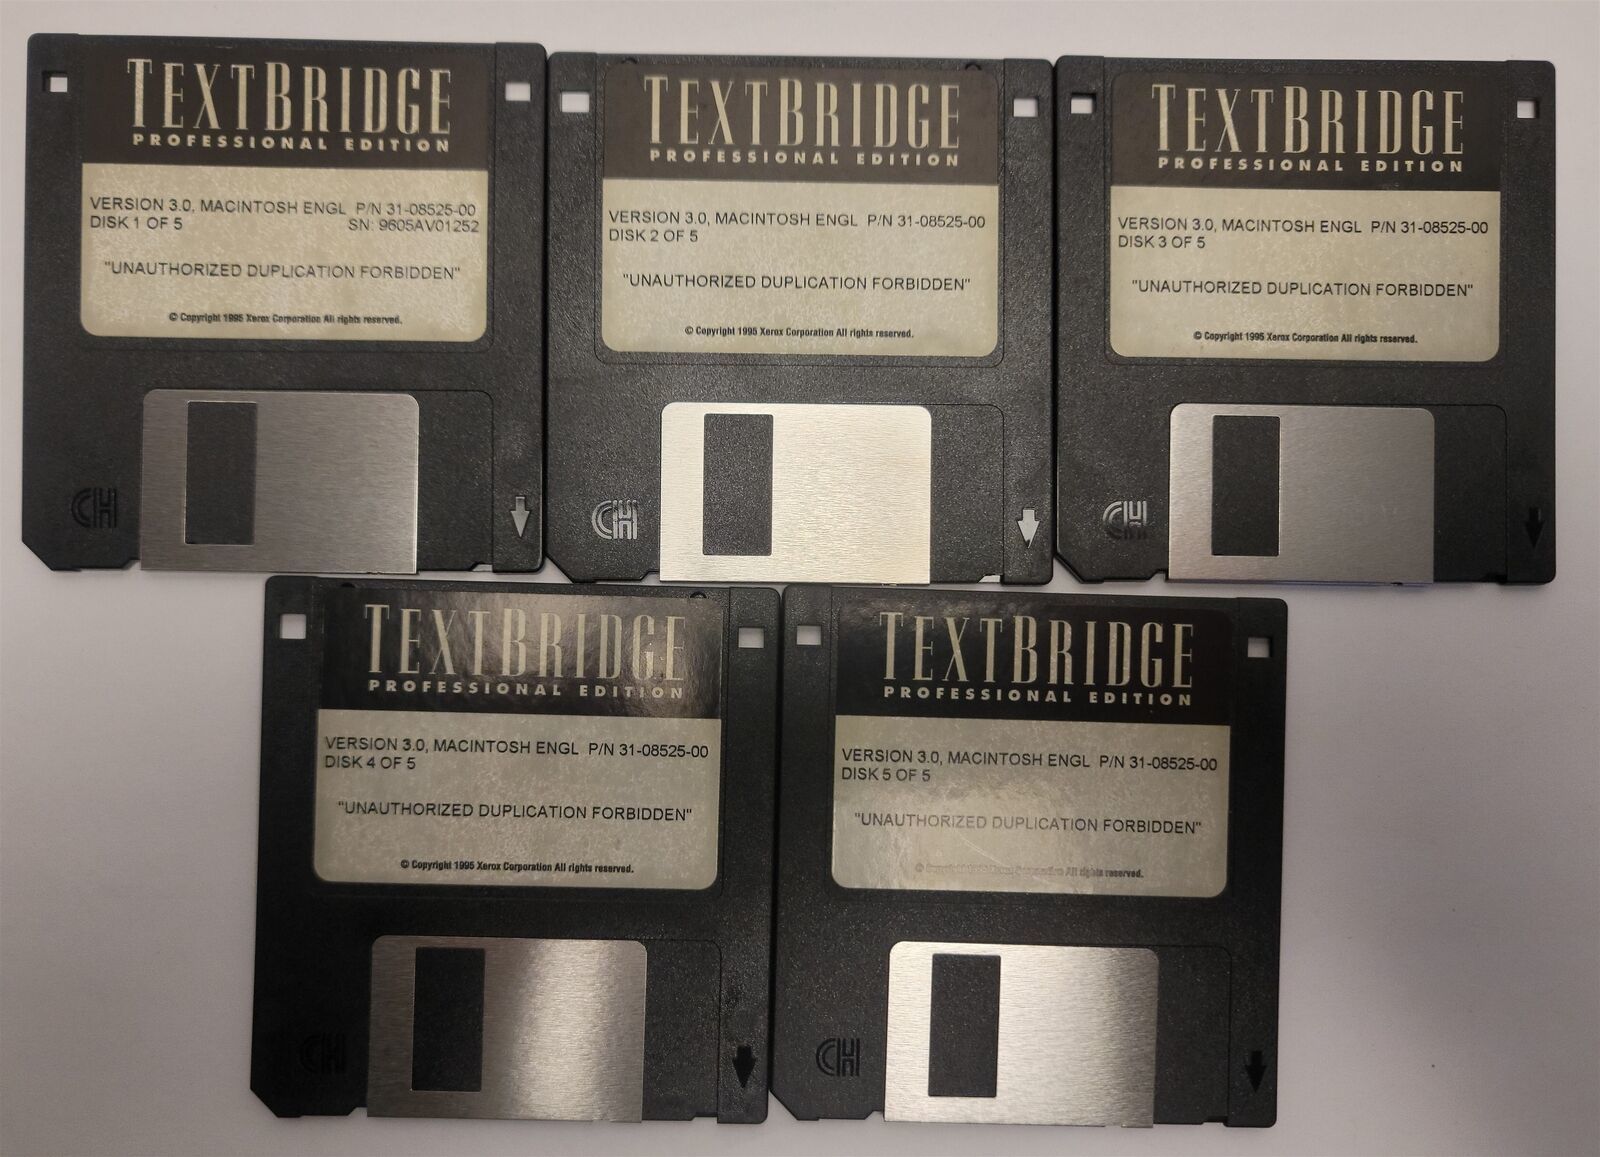 TEXTBRIDGE
PROFESSIONAL EDITION
VERSION 3.0, MACINTOSH ENGL P/N 31-08525-00
DISK 1 OF 5 SN: 9605AV01252
"UNAUTHORIZED DUPLICATION FORBIDDEN"
© Copyright 1995 Xerox Corporation All rights reserved.
TEXTBRIDGE
PROFESSIONAL EDITION
VERSION 3.0, MACINTOSH ENGL P/N 31-08525-00
DISK 2 OF 5
"UNAUTHORIZED DUPLICATION FORBIDDEN"
© Copyright 1995 Xerox Corporation All rights reserved.
TEXTBRIDGE
PROFESSIONAL EDITION
VERSION 3.0, MACINTOSH ENGL P/N 31-08525-00
DISK 3 OF 5
"UNAUTHORIZED DUPLICATION FORBIDDEN"
© Copyright 1995 Xerox Corporation All rights reserved.
TEXTBRIDGE
PROFESSIONAL EDITION
VERSION 3.0, MACINTOSH ENGL P/N 31-08525-00
DISK 4 OF 5
"UNAUTHORIZED DUPLICATION FORBIDDEN"
© Copyright 1995 Xerox Corporation All rights reserved.
TEXTBRIDGE
PROFESSIONAL EDITION
VERSION 3.0, MACINTOSH ENGL P/N 31-08525-00
DISK 5 OF 5
"UNAUTHORIZED DUPLICATION FORBIDDEN"
© Copyright 1995 Xerox Corporation All rights reserved.